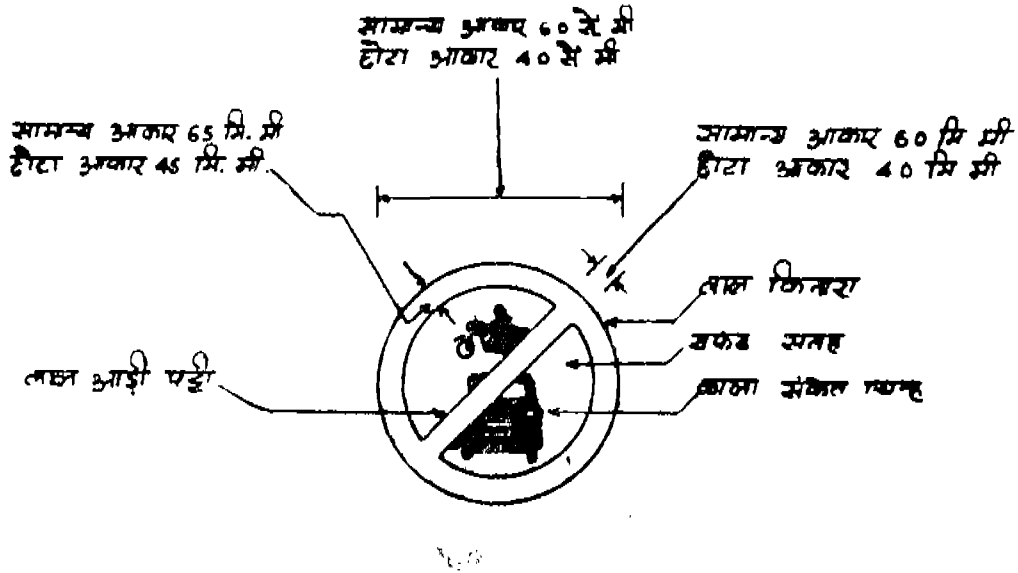 सामान्य आकार 60 से मी
छोटा आकार 40 से मी
सामान्य आकार 65 मि. मी
छोटा आकार 45 मि. मी.
सामान्य आकार 60 मि मी
छोटा आकार 40 मि मी
लाल किनारा
सफेद सतह
काला संकेत चिन्ह
लाल आड़ी पट्टी